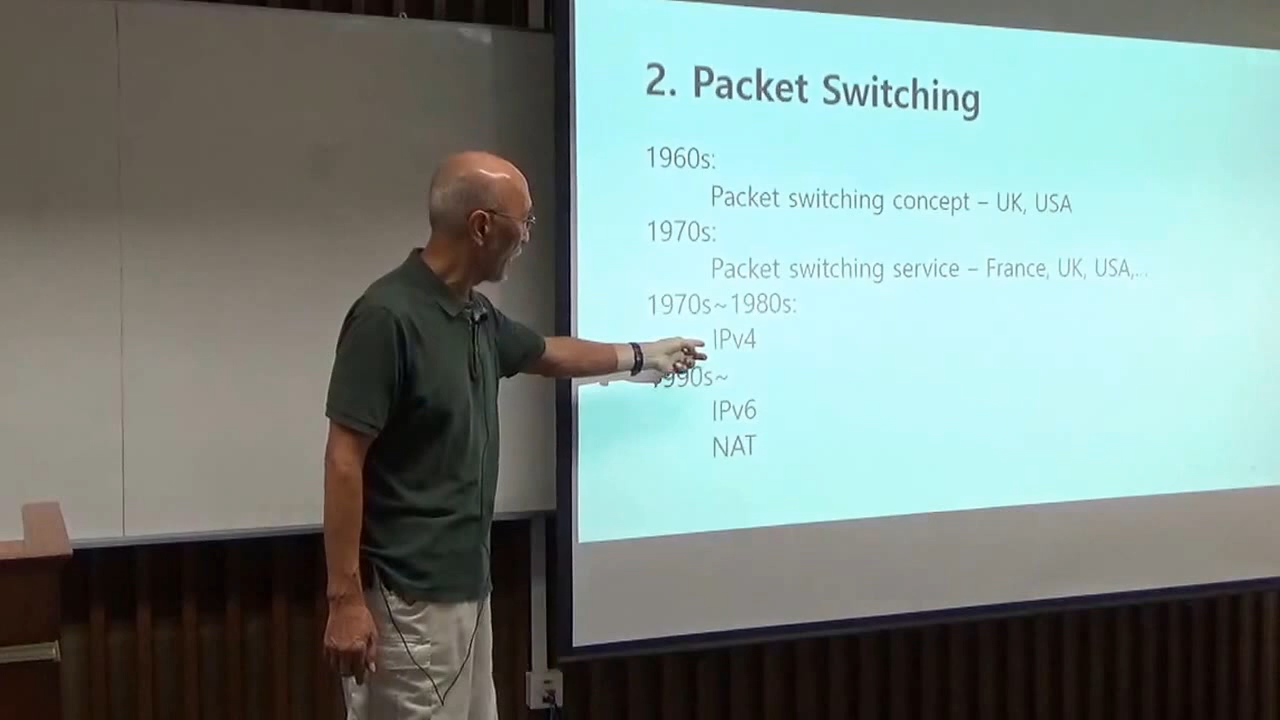 2. Packet Switching
1960s:
Packet switching concept – UK, USA
1970s:
Packet switching service – France, UK, USA,...
1970s~1980s:
IPv4
1990s~
IPv6
NAT